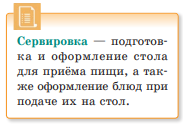 Сервировка — подготов-
ка и оформление стола
для приёма пищи, а так-
же оформление блюд при
подаче их на стол.